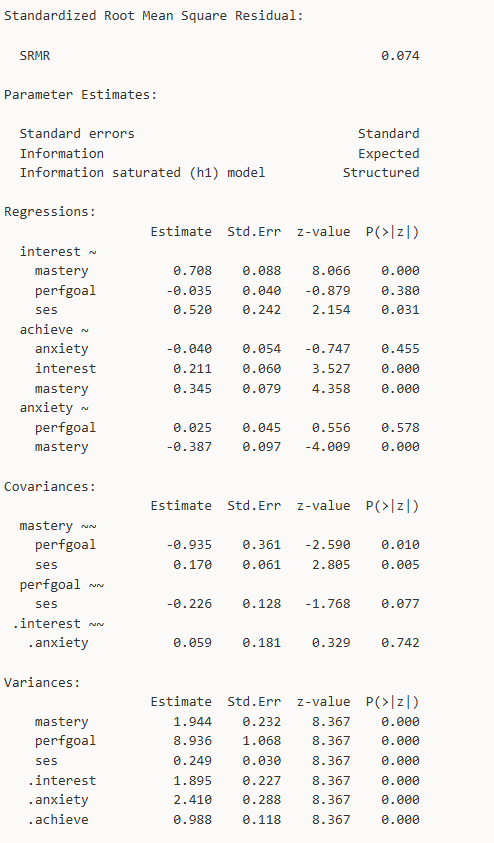 Standardized Root Mean Square Residual:
SRMR 0.074
Parameter Estimates:
Standard errors Standard
Information Expected
Information saturated (h1) model Structured
Regressions:
Estimate Std.Err z-value P(>|z|)
interest ~
mastery 0.708 0.088 8.066 0.000
perfgoal -0.035 0.040 -0.879 0.380
ses 0.520 0.242 2.154 0.031
achieve ~
anxiety -0.040 0.054 -0.747 0.455
interest 0.211 0.060 3.527 0.000
mastery 0.345 0.079 4.358 0.000
anxiety ~
perfgoal 0.025 0.045 0.556 0.578
mastery -0.387 0.097 -4.009 0.000
Covariances:
Estimate Std.Err z-value P(>|z|)
mastery ~~
perfgoal -0.935 0.361 -2.590 0.010
ses 0.170 0.061 2.805 0.005
perfgoal ~~
ses -0.226 0.128 -1.768 0.077
.interest ~~
.anxiety 0.059 0.181 0.329 0.742
Variances:
Estimate Std.Err z-value P(>|z|)
mastery 1.944 0.232 8.367 0.000
perfgoal 8.936 1.068 8.367 0.000
ses 0.249 0.030 8.367 0.000
.interest 1.895 0.227 8.367 0.000
.anxiety 2.410 0.288 8.367 0.000
.achieve 0.988 0.118 8.367 0.000